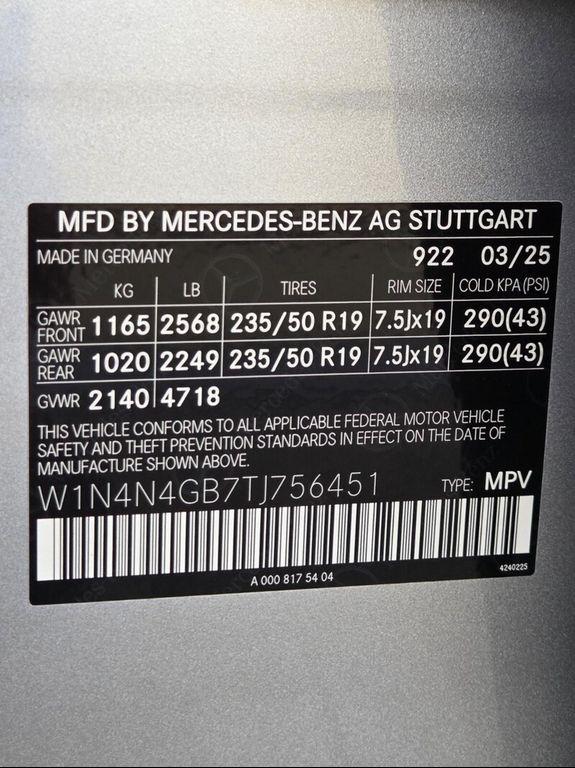 MFD BY MERCEDES-BENZ AG STUTTGART
MADE IN GERMANY 922 03/25
KG LB TIRES RIM SIZE COLD KPA (PSI)
GAWR FRONT 1165 2568 235/50 R19 7.5Jx19 290(43)
GAWR REAR 1020 2249 235/50 R19 7.5Jx19 290(43)
GVWR 2140 4718
THIS VEHICLE CONFORMS TO ALL APPLICABLE FEDERAL MOTOR VEHICLE
SAFETY AND THEFT PREVENTION STANDARDS IN EFFECT ON THE DATE OF
MANUFACTURE SHOWN ABOVE.
W1N4N4GB7TJ756451 TYPE: MPV
A 000 817 54 04
4240225